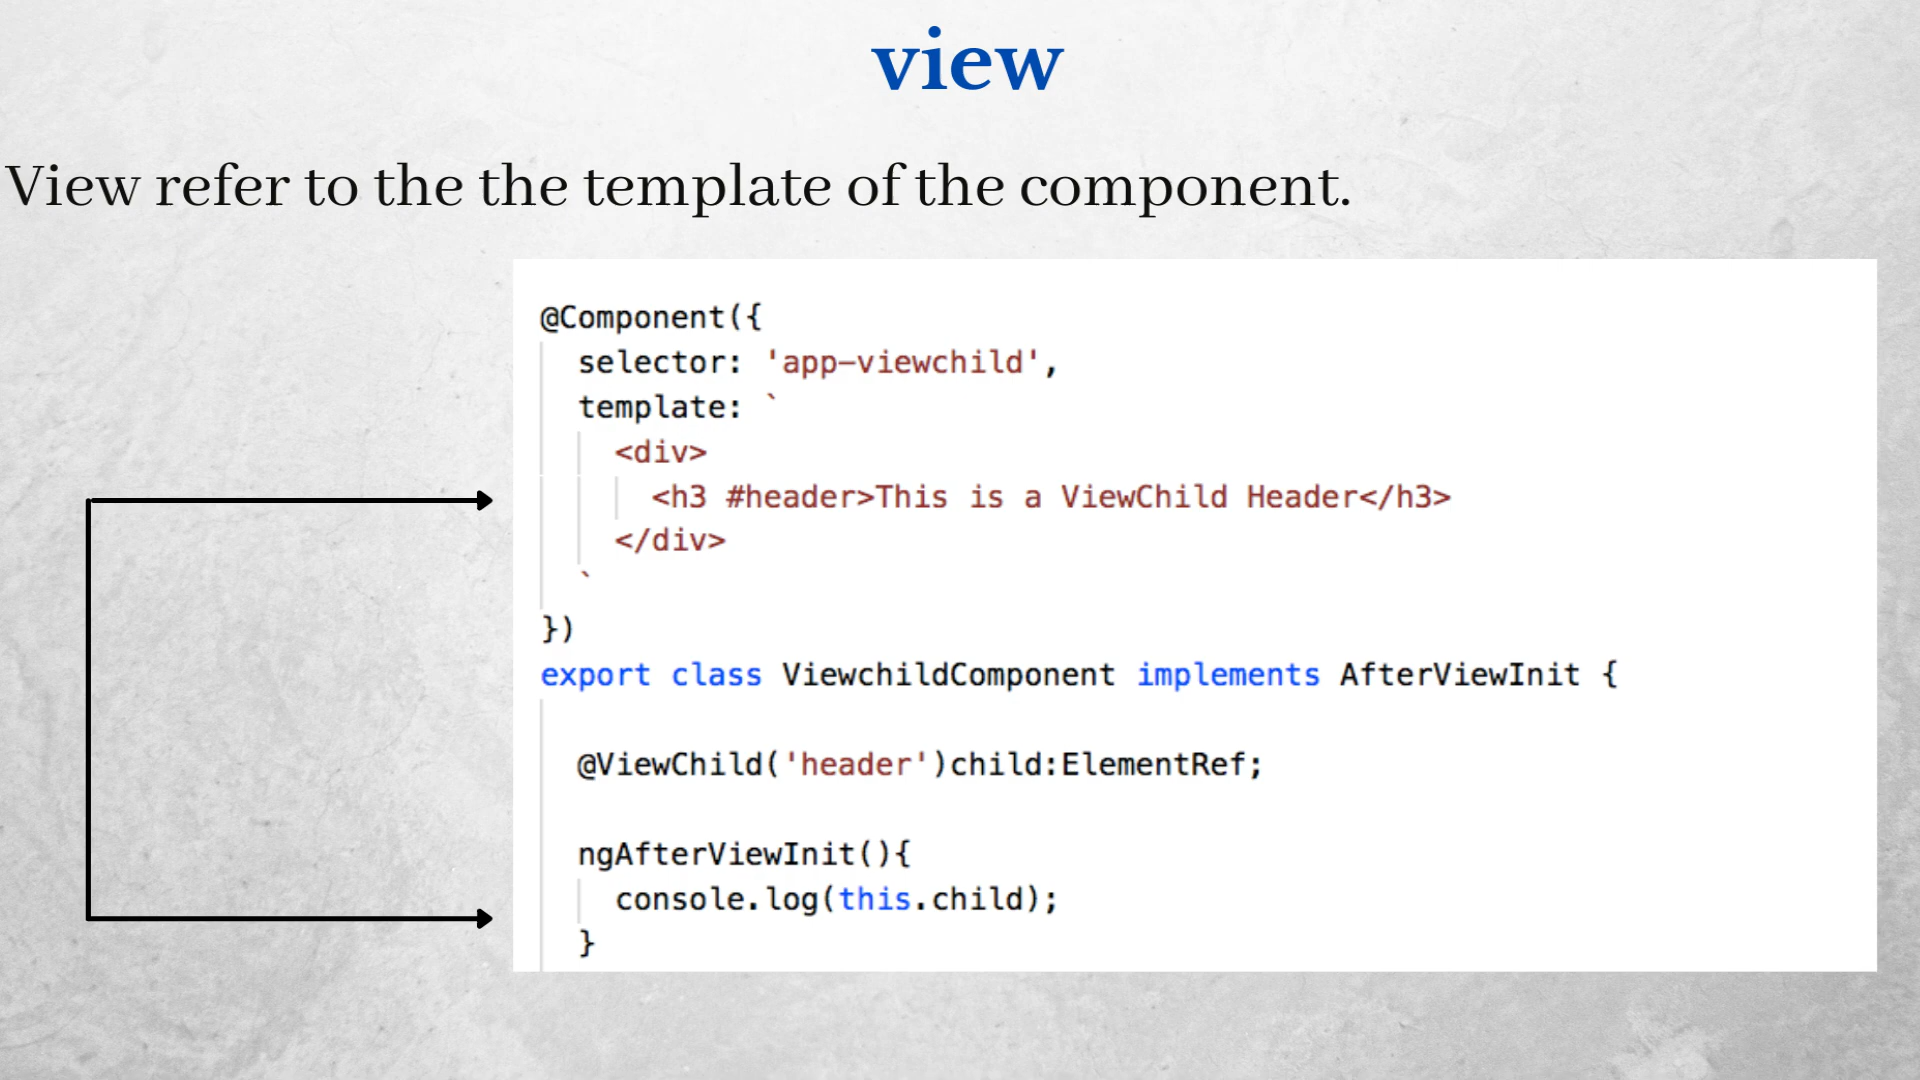 view
View refer to the the template of the component.
@Component({
selector: 'app-viewchild',
template: `
<div>
<h3 #header>This is a ViewChild Header</h3>
</div>
`
})
export class ViewchildComponent implements AfterViewInit {
@ViewChild('header')child:ElementRef;
ngAfterViewInit(){
console.log(this.child);
}